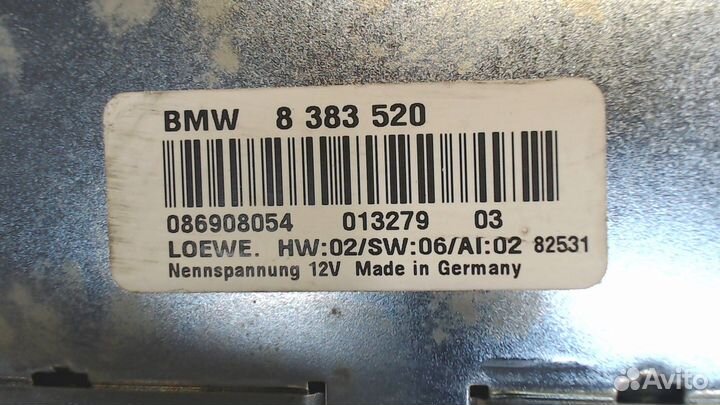 BMW 8 383 520
086908054 013279 03
LOEWE. HW:02/SW:06/AI:02 82531
Nennspannung 12V Made in Germany
Avito